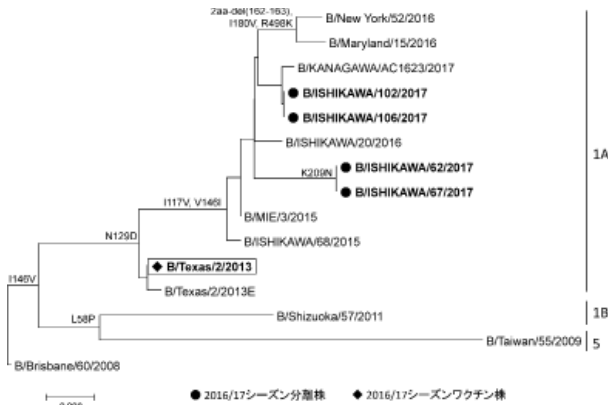 2aa-del(162-163),
I180V, R498K
B/New York/52/2016
B/Maryland/15/2016
B/KANAGAWA/AC1623/2017
B/ISHIKAWA/102/2017
B/ISHIKAWA/106/2017
B/ISHIKAWA/20/2016
1A
K209N
B/ISHIKAWA/62/2017
B/ISHIKAWA/67/2017
I117V, V146I
B/MIE/3/2015
N129D
B/ISHIKAWA/68/2015
B/Texas/2/2013
I146V
B/Texas/2/2013E
L58P
B/Shizuoka/57/2011
1B
B/Taiwan/55/2009
5
B/Brisbane/60/2008
2016/17シーズン分離株
2016/17シーズンワクチン株